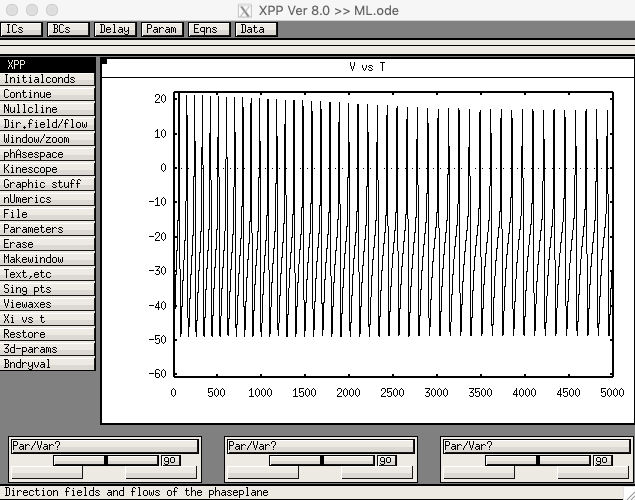 XPP Ver 8.0 >> ML.ode
ICs BCs Delay Param Eqns Data
XPP
Initialconds
Continue
Nullcline
Dir.field/flow
Window/zoom
phAsespace
Kinescope
Graphic stuff
nUmerics
File
Parameters
Erase
Makewindow
Text,etc
Sing pts
Viewaxes
Xi vs t
Restore
3d-params
Bndryval
V vs T
20
0
-10
-20
-30
-40
-50
-60
0 500 1000 1500 2000 2500 3000 3500 4000 4500 5000
Par/Var? Par/Var? Par/Var?
go go go
Direction fields and flows of the phaseplane